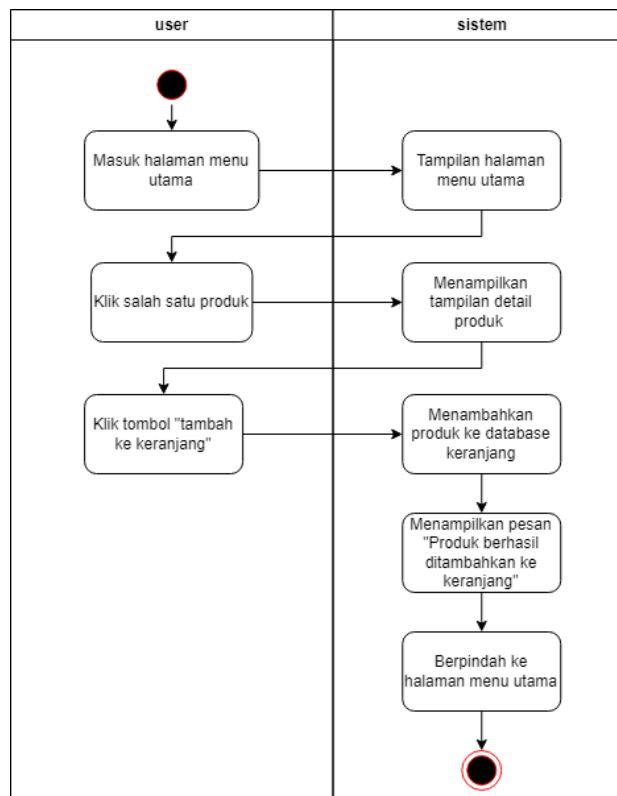 user
sistem
Masuk halaman menu
utama
Tampilan halaman
menu utama
Klik salah satu produk
Menampilkan
tampilan detail
produk
Klik tombol "tambah
ke keranjang"
Menambahkan
produk ke database
keranjang
Menampilkan pesan
"Produk berhasil
ditambahkan ke
keranjang"
Berpindah ke
halaman menu utama